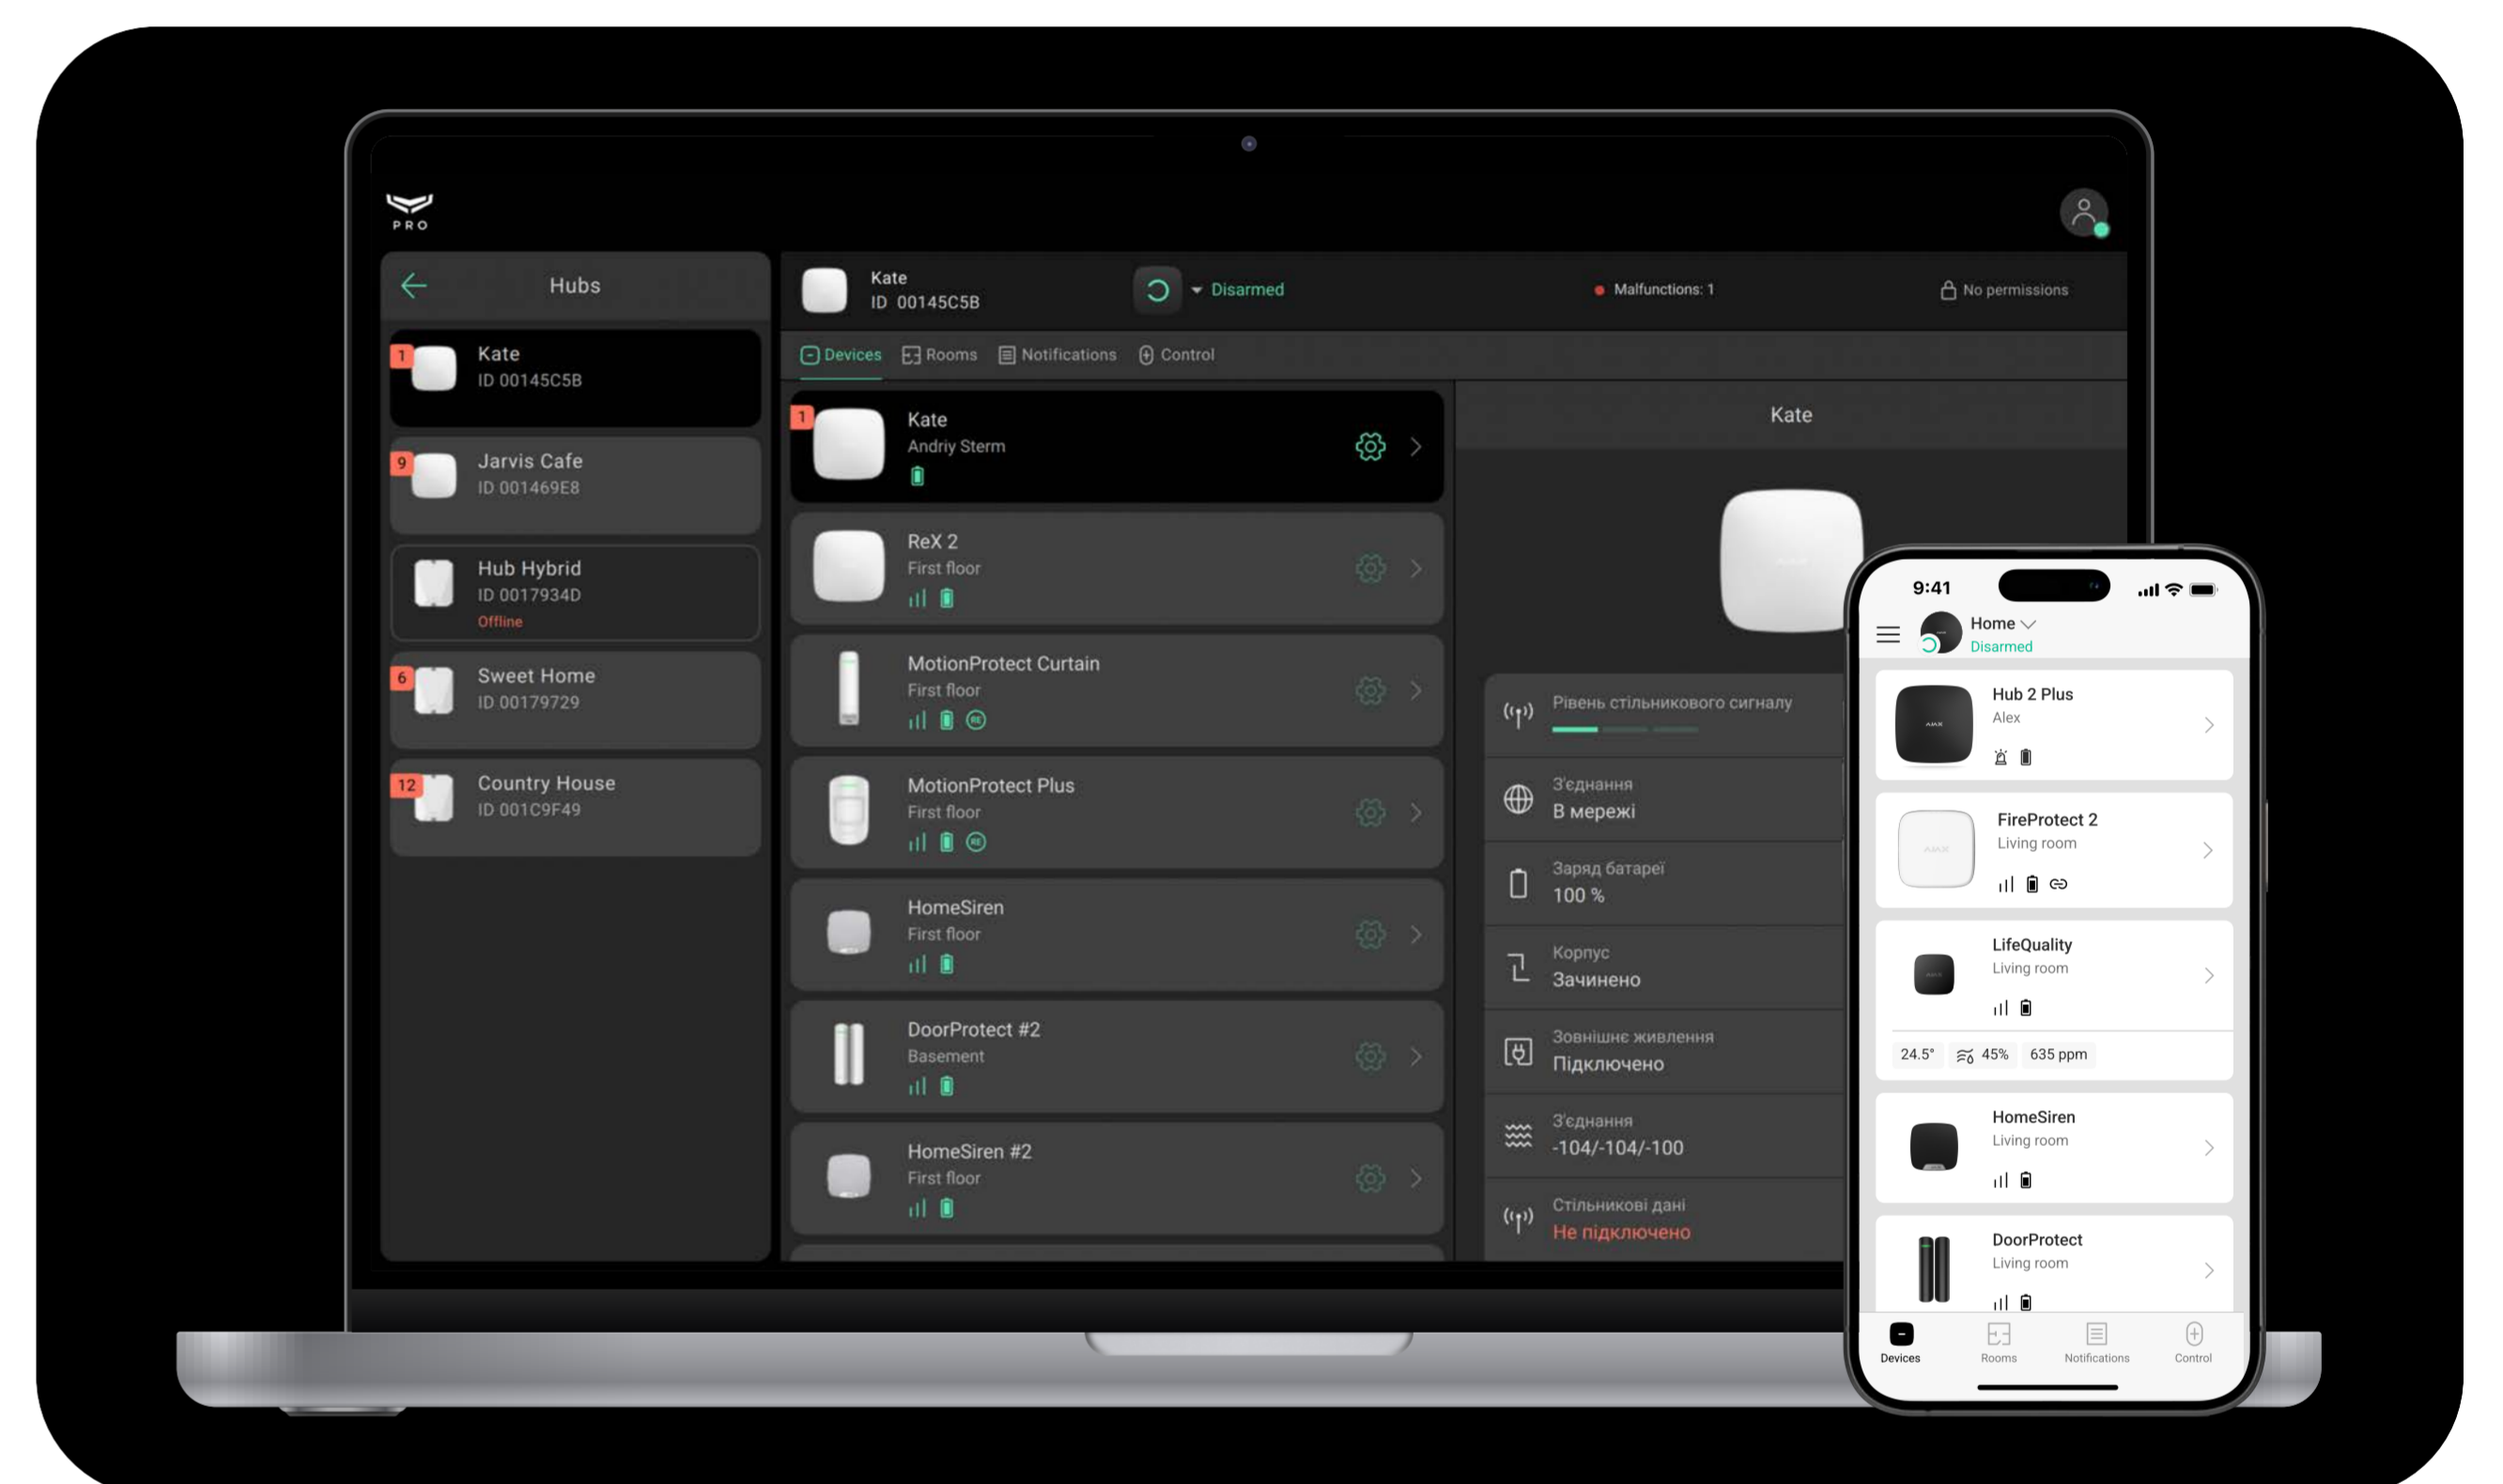 PRO
Hubs
Kate
ID 00145C5B
1
Kate
ID 00145C5B
9
Jarvis Cafe
ID 001469E8
Hub Hybrid
ID 0017934D
Offline
6
Sweet Home
ID 00179729
12
Country House
ID 001C9F49
Disarmed
Malfunctions: 1
No permissions
Devices
Rooms
Notifications
Control
1
Kate
Andriy Sterm
ReX 2
First floor
MotionProtect Curtain
First floor
RE
MotionProtect Plus
First floor
RE
HomeSiren
First floor
DoorProtect #2
Basement
HomeSiren #2
First floor
Kate
Рівень стільникового сигналу
З'єднання
В мережі
Заряд батареї
100 %
Корпус
Зачинено
Зовнішнє живлення
Підключено
З'єднання
-104/-104/-100
Стільникові дані
Не підключено
9:41
Home
Disarmed
AJAX
Hub 2 Plus
Alex
AJAX
FireProtect 2
Living room
LifeQuality
Living room
24.5°
45%
635 ppm
HomeSiren
Living room
DoorProtect
Living room
Devices
Rooms
Notifications
Control